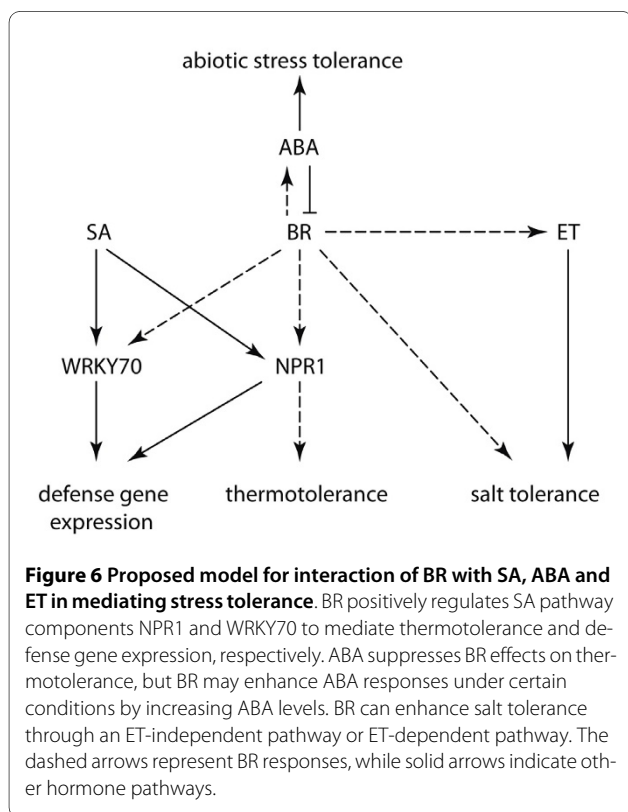 abiotic stress tolerance
ABA
SA
BR
ET
WRKY70
NPR1
defense gene
expression
thermotolerance
salt tolerance
Figure 6 Proposed model for interaction of BR with SA, ABA and
ET in mediating stress tolerance. BR positively regulates SA pathway
components NPR1 and WRKY70 to mediate thermotolerance and de-
fense gene expression, respectively. ABA suppresses BR effects on ther-
motolerance, but BR may enhance ABA responses under certain
conditions by increasing ABA levels. BR can enhance salt tolerance
through an ET-independent pathway or ET-dependent pathway. The
dashed arrows represent BR responses, while solid arrows indicate oth-
er hormone pathways.